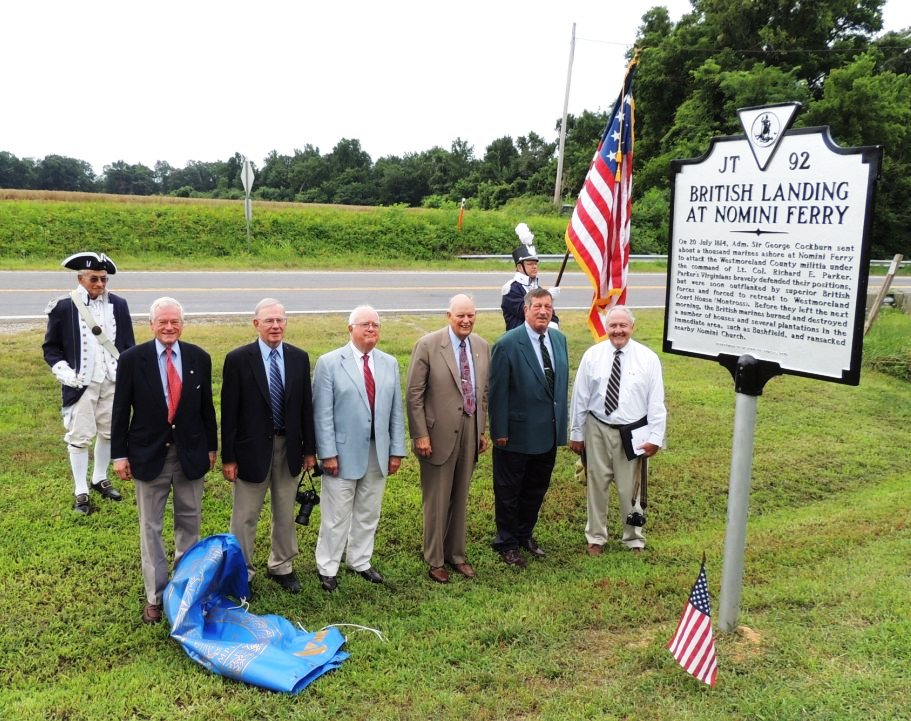 JT 92
BRITISH LANDING
AT NOMINI FERRY
On 20 July 1814, Adm. Sir George Cockburn sent
about a thousand marines ashore at Nomini Ferry
to attack the Westmoreland County militia under
the command of Lt. Col. Richard E. Parker.
Parker's Virginians bravely defended their positions,
but were soon outflanked by superior British
forces and forced to retreat to Westmoreland
Court House (Montross). Before they left the next
morning, the British marines burned and destroyed
a number of houses and several plantations in the
immediate area, such as Bushfield, and ransacked
nearby Nomini Church.